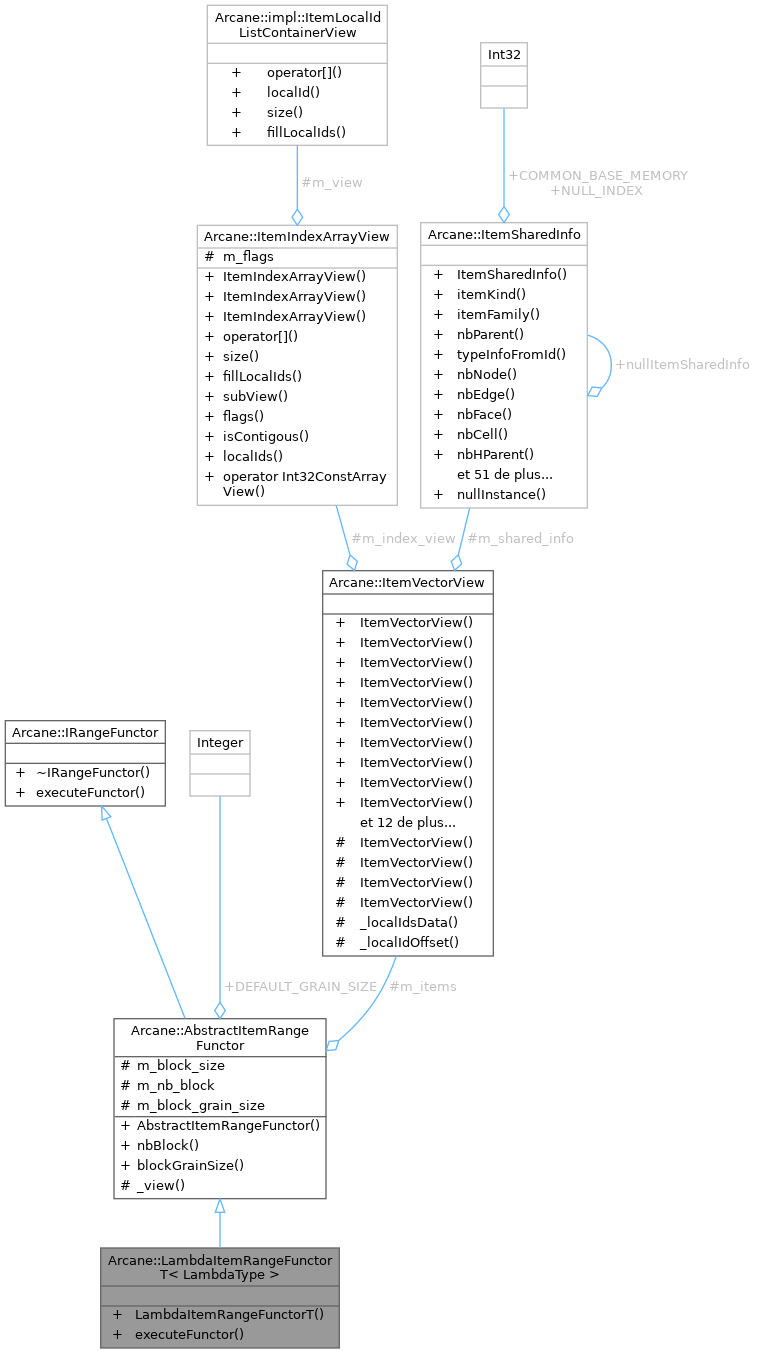 Arcane::impl::ItemLocalId
ListContainerView
+ operator[]()
+ localId()
+ size()
+ fillLocalIds()
Int32
#m_view
+COMMON_BASE_MEMORY
+NULL_INDEX
Arcane::ItemIndexArrayView
# m_flags
+ ItemIndexArrayView()
+ ItemIndexArrayView()
+ ItemIndexArrayView()
+ operator[]()
+ size()
+ fillLocalIds()
+ subView()
+ flags()
+ isContigous()
+ localIds()
+ operator Int32ConstArray
View()
Arcane::ItemSharedInfo
+ ItemSharedInfo()
+ itemKind()
+ itemFamily()
+ nbParent()
+ typeInfoFromId()
+ nbNode()
+ nbEdge()
+ nbFace()
+ nbCell()
+ nbHParent()
et 51 de plus...
+ nullInstance()
+nullItemSharedInfo
#m_index_view
#m_shared_info
Arcane::ItemVectorView
+ ItemVectorView()
+ ItemVectorView()
+ ItemVectorView()
+ ItemVectorView()
+ ItemVectorView()
+ ItemVectorView()
+ ItemVectorView()
+ ItemVectorView()
+ ItemVectorView()
+ ItemVectorView()
et 12 de plus...
# ItemVectorView()
# ItemVectorView()
# ItemVectorView()
# ItemVectorView()
# _localIdsData()
# _localIdOffset()
Arcane::IRangeFunctor
+ ~IRangeFunctor()
+ executeFunctor()
Integer
+DEFAULT_GRAIN_SIZE
#m_items
Arcane::AbstractItemRange
Functor
# m_block_size
# m_nb_block
# m_block_grain_size
+ AbstractItemRangeFunctor()
+ nbBlock()
+ blockGrainSize()
# _view()
Arcane::LambdaItemRangeFunctor
T< LambdaType >
+ LambdaItemRangeFunctorT()
+ executeFunctor()